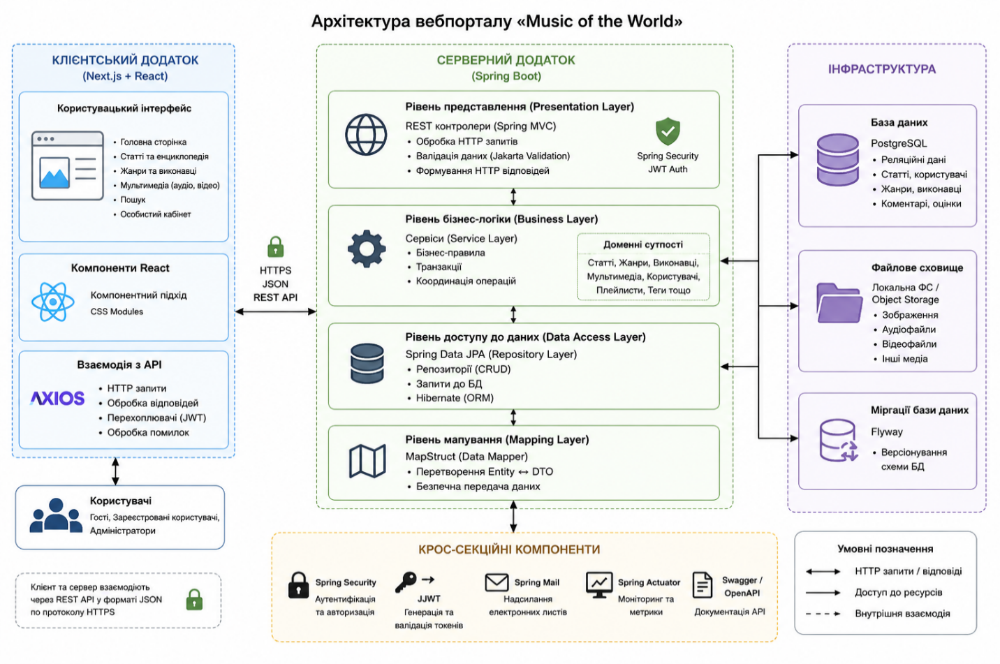 Архітектура вебпорталу «Music of the World»
КЛІЄНТСЬКИЙ ДОДАТОК
(Next.js + React)
Користувацький інтерфейс
• Головна сторінка
• Статті та енциклопедія
• Жанри та виконавці
• Мультимедіа (аудіо, відео)
• Пошук
• Особистий кабінет
Компоненти React
Компонентний підхід
CSS Modules
Взаємодія з API
AXIOS
• HTTP запити
• Обробка відповідей
• Перехоплювачі (JWT)
• Обробка помилок
Користувачі
Гості, Зареєстровані користувачі,
Адміністратори
Клієнт та сервер взаємодіють
через REST API у форматі JSON
по протоколу HTTPS
HTTPS
JSON
REST API
СЕРВЕРНИЙ ДОДАТОК
(Spring Boot)
Рівень представлення (Presentation Layer)
REST контролери (Spring MVC)
• Обробка HTTP запитів
• Валідація даних (Jakarta Validation)
• Формування HTTP відповідей
Spring Security
JWT Auth
Рівень бізнес-логіки (Business Layer)
Сервіси (Service Layer)
• Бізнес-правила
• Транзакції
• Координація операцій
Доменні сутності
Статті, Жанри, Виконавці,
Мультимедіа, Користувачі,
Плейлисти, Теги тощо
Рівень доступу до даних (Data Access Layer)
Spring Data JPA (Repository Layer)
• Репозиторії (CRUD)
• Запити до БД
• Hibernate (ORM)
Рівень мапування (Mapping Layer)
MapStruct (Data Mapper)
• Перетворення Entity ↔ DTO
• Безпечна передача даних
КРОС-СЕКЦІЙНІ КОМПОНЕНТИ
Spring Security
Аутентифікація
та авторизація
JJWT
Генерація та
валідація токенів
Spring Mail
Надсилання
електронних листів
Spring Actuator
Моніторинг та
метрики
Swagger /
OpenAPI
Документація API
ІНФРАСТРУКТУРА
База даних
PostgreSQL
• Реляційні дані
• Статті, користувачі
• Жанри, виконавці
• Коментарі, оцінки
Файлове сховище
Локальна ФС /
Object Storage
• Зображення
• Аудіофайли
• Відеофайли
• Інші медіа
Міргації бази даних
Flyway
• Версіонування
схеми БД
Умовні позначення
HTTP запити / відповіді
Доступ до ресурсів
Внутрішня взаємодія